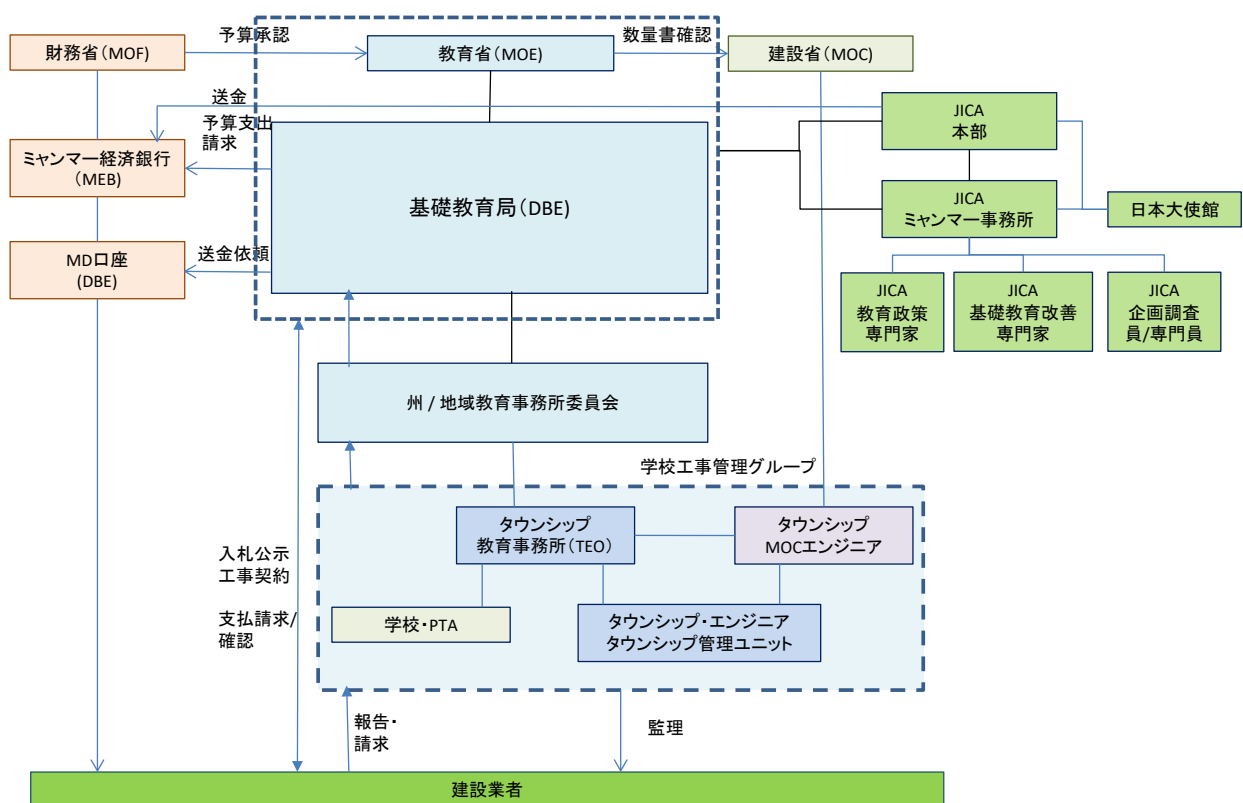 予算承認
数量書確認
財務省(MOF)
教育省(MOE)
建設省(MOC)
送金
予算支出
請求
JICA
本部
ミャンマー経済銀行
(MEB)
基礎教育局(DBE)
JICA
ミャンマー事務所
日本大使館
MD口座
(DBE)
送金依頼
JICA
教育政策
専門家
JICA
基礎教育改善
専門家
JICA
企画調査
員/専門員
州 / 地域教育事務所委員会
学校工事管理グループ
タウンシップ
教育事務所(TEO)
タウンシップ
MOCエンジニア
入札公示
工事契約
支払請求/
確認
学校・PTA
タウンシップ・エンジニア
タウンシップ管理ユニット
報告・
請求
監理
建設業者